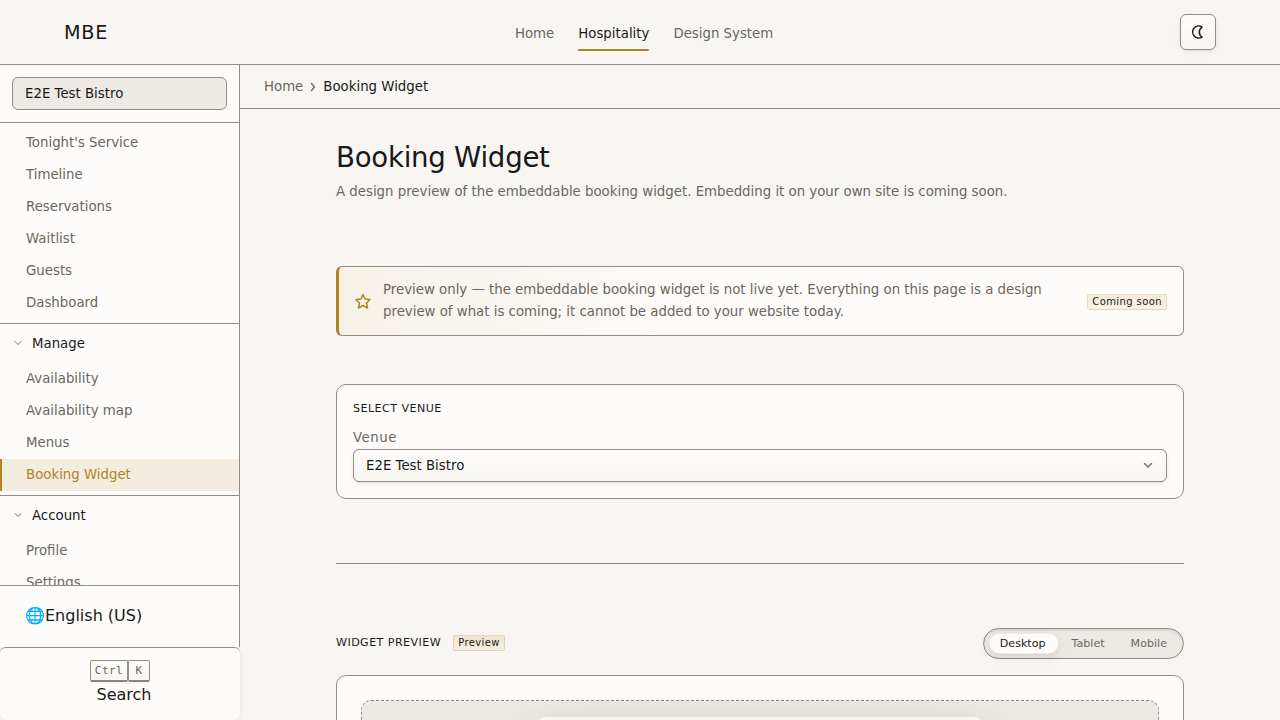 MBE
Home
Hospitality
Design System
E2E Test Bistro
Tonight's Service
Timeline
Reservations
Waitlist
Guests
Dashboard
Manage
Availability
Availability map
Menus
Booking Widget
Account
Profile
Settings
🌐English (US)
Ctrl K
Search
Home > Booking Widget
Booking Widget
A design preview of the embeddable booking widget. Embedding it on your own site is coming soon.
Preview only — the embeddable booking widget is not live yet. Everything on this page is a design
preview of what is coming; it cannot be added to your website today.
Coming soon
SELECT VENUE
Venue
E2E Test Bistro
WIDGET PREVIEW
Preview
Desktop
Tablet
Mobile